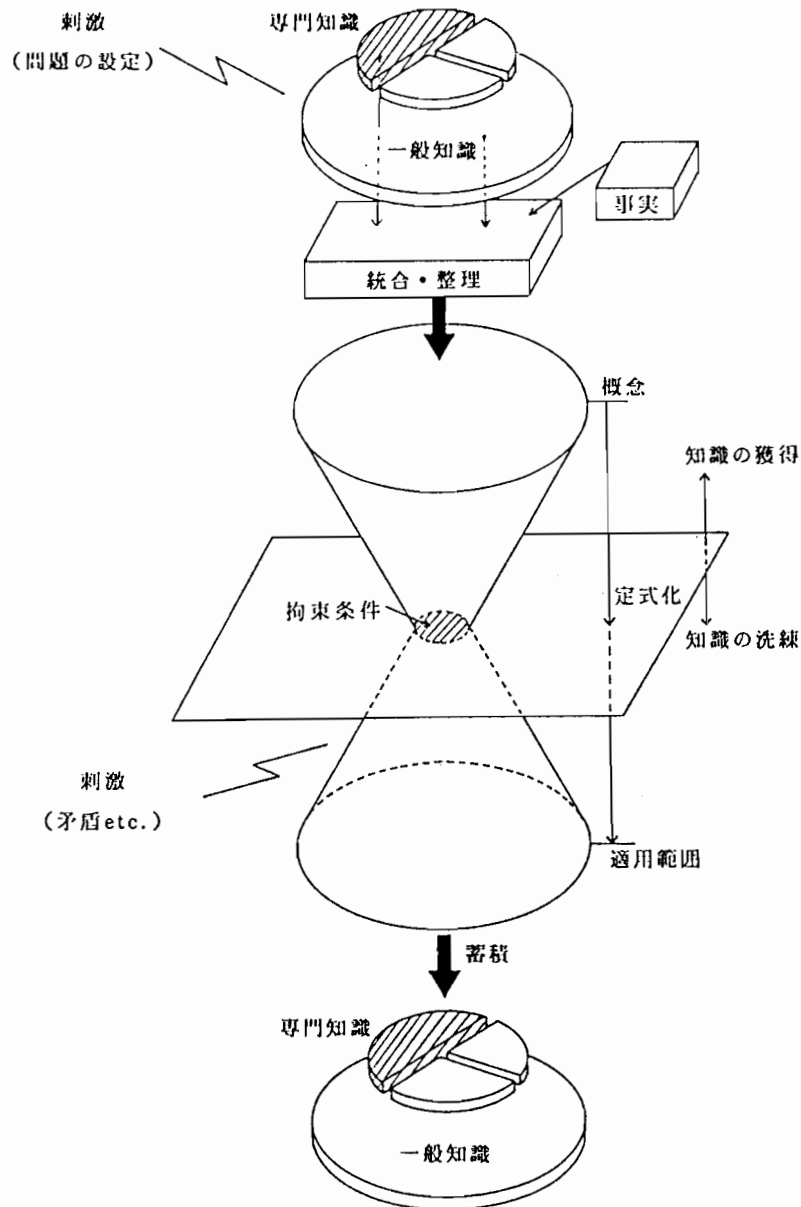 刺激
(問題の設定)
専門知識
一般知識
事実
統合・整理
概念
知識の獲得
定式化
拘束条件
知識の洗練
刺激
(矛盾etc.)
適用範囲
蓄積
専門知識
一般知識